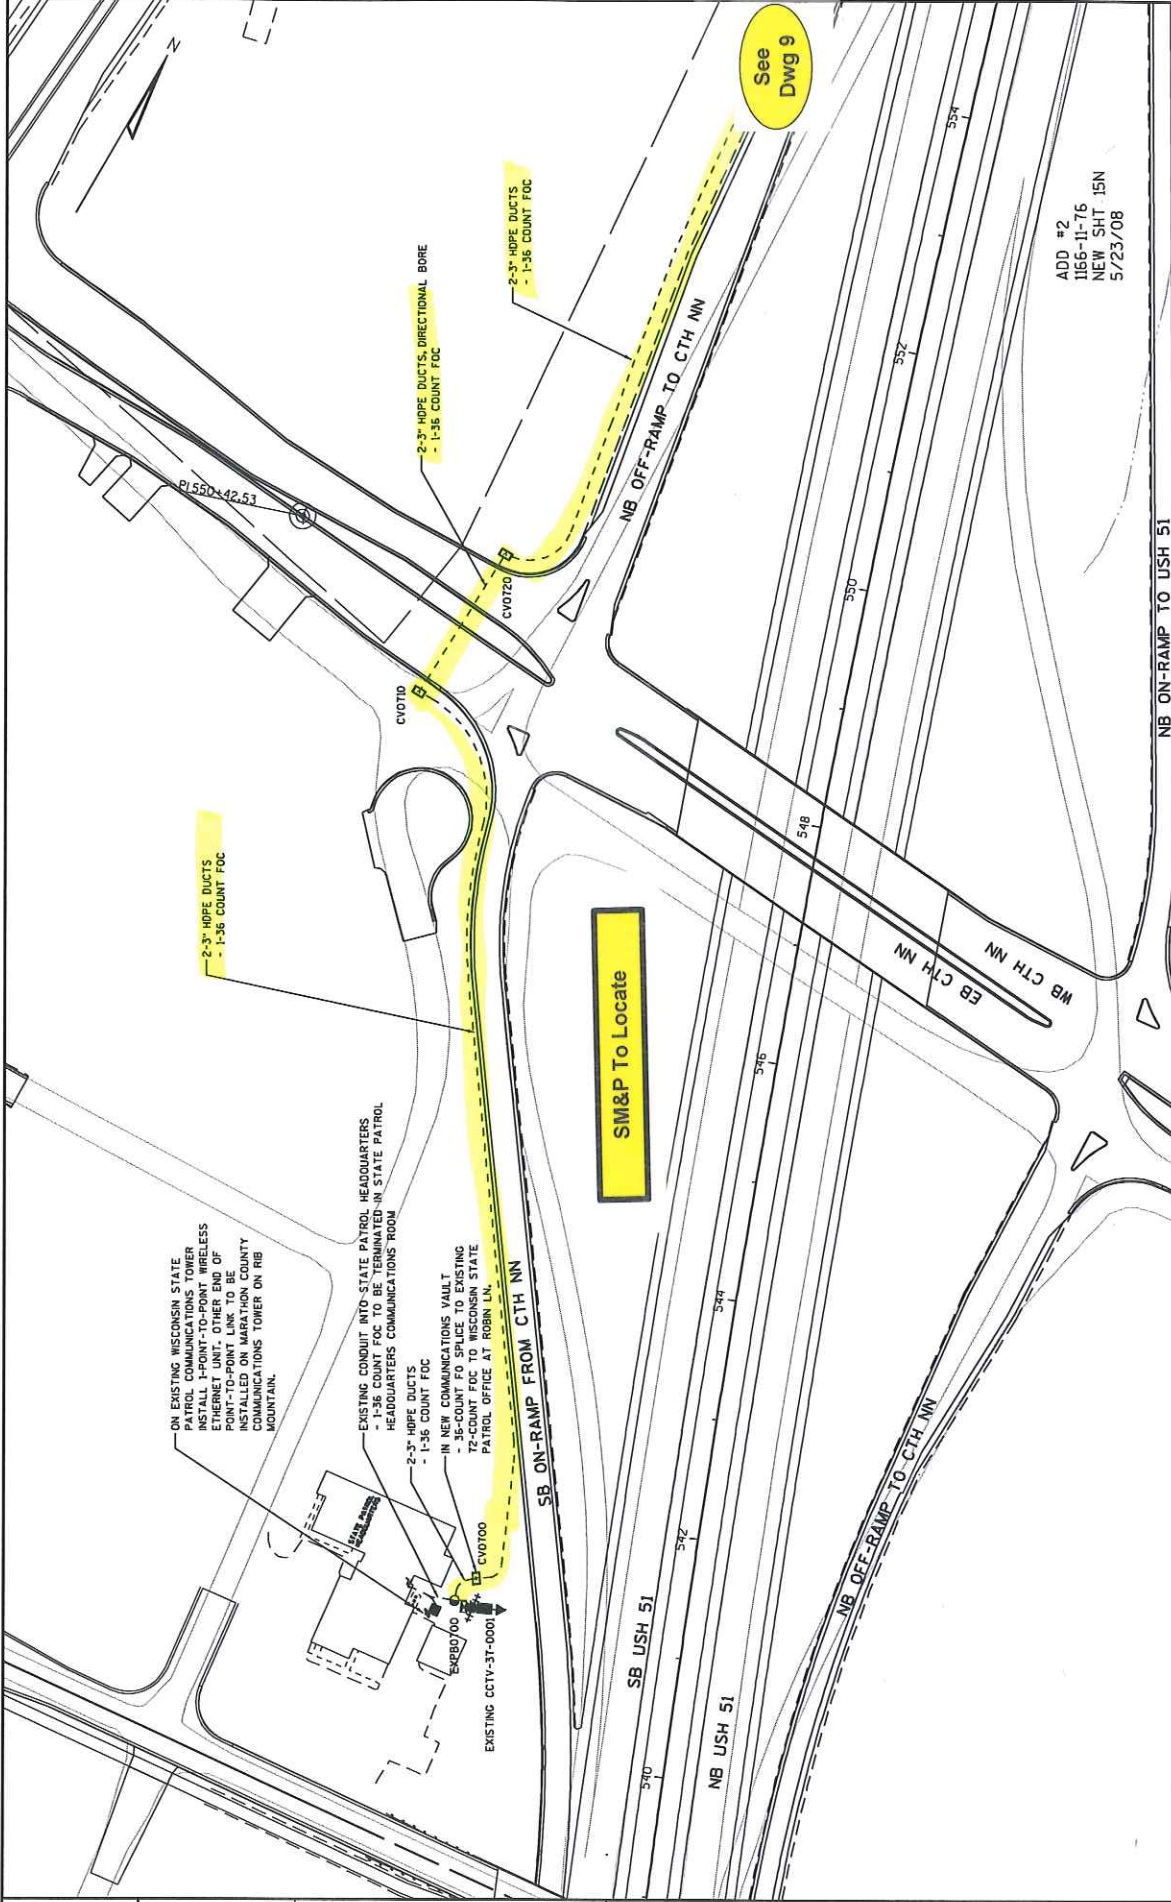 ON EXISTING WISCONSIN STATE
PATROL COMMUNICATIONS TOWER
INSTALL 1-POINT-TO-POINT WIRELESS
ETHERNET UNIT. OTHER END OF
POINT-TO-POINT LINK TO BE
INSTALLED ON MARATHON COUNTY
COMMUNICATIONS TOWER ON RIB
MOUNTAIN.
2-3" HDPE DUCTS
- 1-36 COUNT FOC
2-3" HDPE DUCTS, DIRECTIONAL BORE
- 1-36 COUNT FOC
2-3" HDPE DUCTS
- 1-36 COUNT FOC
N
See
Dwg 9
STATE PATROL
HEADQUARTERS
EXISTING CONDUIT INTO STATE PATROL HEADQUARTERS
- 1-36 COUNT FOC TO BE TERMINATED IN STATE PATROL
HEADQUARTERS COMMUNICATIONS ROOM
2-3" HDPE DUCTS
- 1-36 COUNT FOC
IN NEW COMMUNICATIONS VAULT
- 36-COUNT FO SPLICE TO EXISTING
72-COUNT FOC TO WISCONSIN STATE
PATROL OFFICE AT ROBIN LN.
PI 550+42.53
CV0710
CV0720
EXPB0700
CV0700
EXISTING CCTV-37-0001
SB ON-RAMP FROM CTH NN
SM&P To Locate
NB OFF-RAMP TO CTH NN
SB USH 51
NB USH 51
540
542
544
546
548
550
552
554
EB CTH NN
WB CTH NN
NB OFF-RAMP TO CTH NN
ADD #2
1166-11-76
NEW SHT 15N
5/23/08
NB ON-RAMP TO USH 51